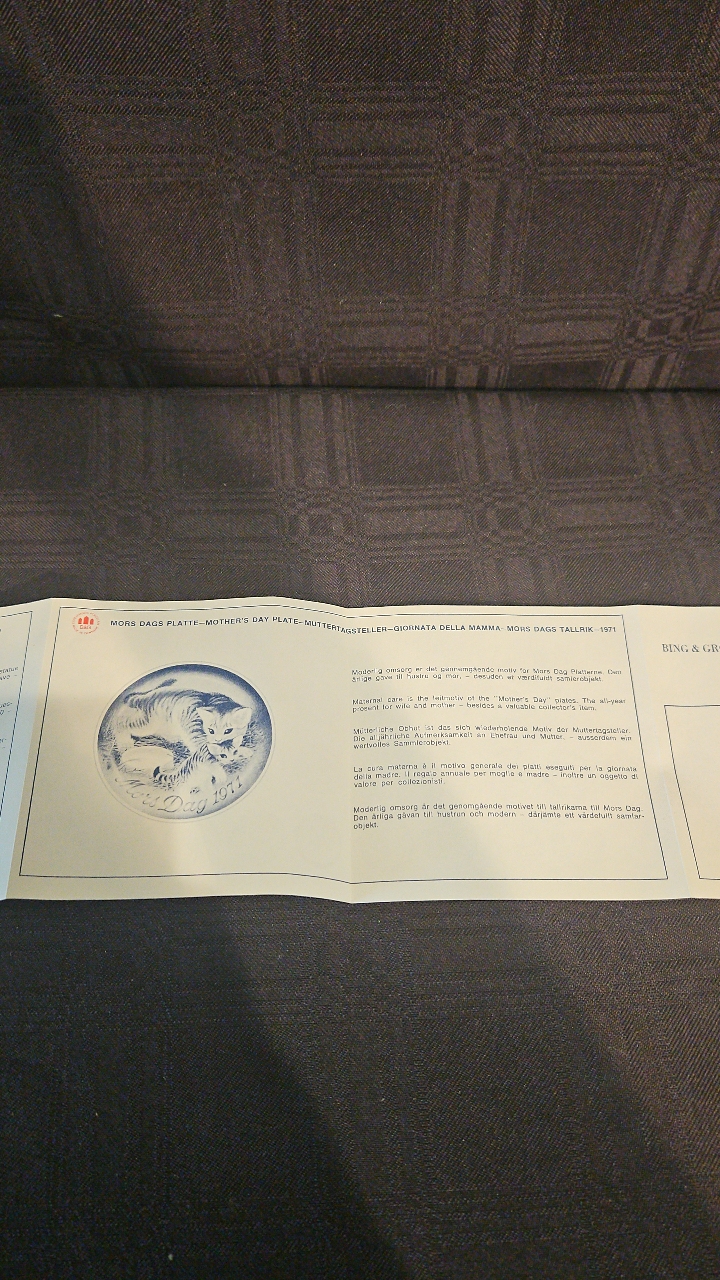 MORS DAGS PLATTE—MOTHER'S DAY PLATE—MUTTERTAGSTELLER—GIORNATA DELLA MAMMA—MORS DAGS TALLRIK—1971
Mors Dag 1971
Moderlig omsorg er det gennemgående motiv for Mors Dag Platterne. Den
årlige gave til hustru og mor, – desuden et værdifuldt samlerobjekt.
Maternal care is the leitmotiv of the "Mother's Day" plates. The all-year
present for wife and mother – besides a valuable collector's item.
Mütterliche Obhut ist das sich wiederholende Motiv der Muttertagsteller.
Die alljährliche Aufmerksamkeit an Ehefrau und Mutter, – ausserdem ein
wertvolles Sammlerobjekt.
La cura materna è il motivo generale dei piatti eseguiti per la giornata
della madre. Il regalo annuale per moglie e madre – inoltre un oggetto di
valore per collezionisti.
Moderlig omsorg är det genomgående motivet till tallrikarna till Mors Dag.
Den årliga gåvan till hustrun och modern – därjämte ett värdefullt samlar-
objekt.
BING & GR